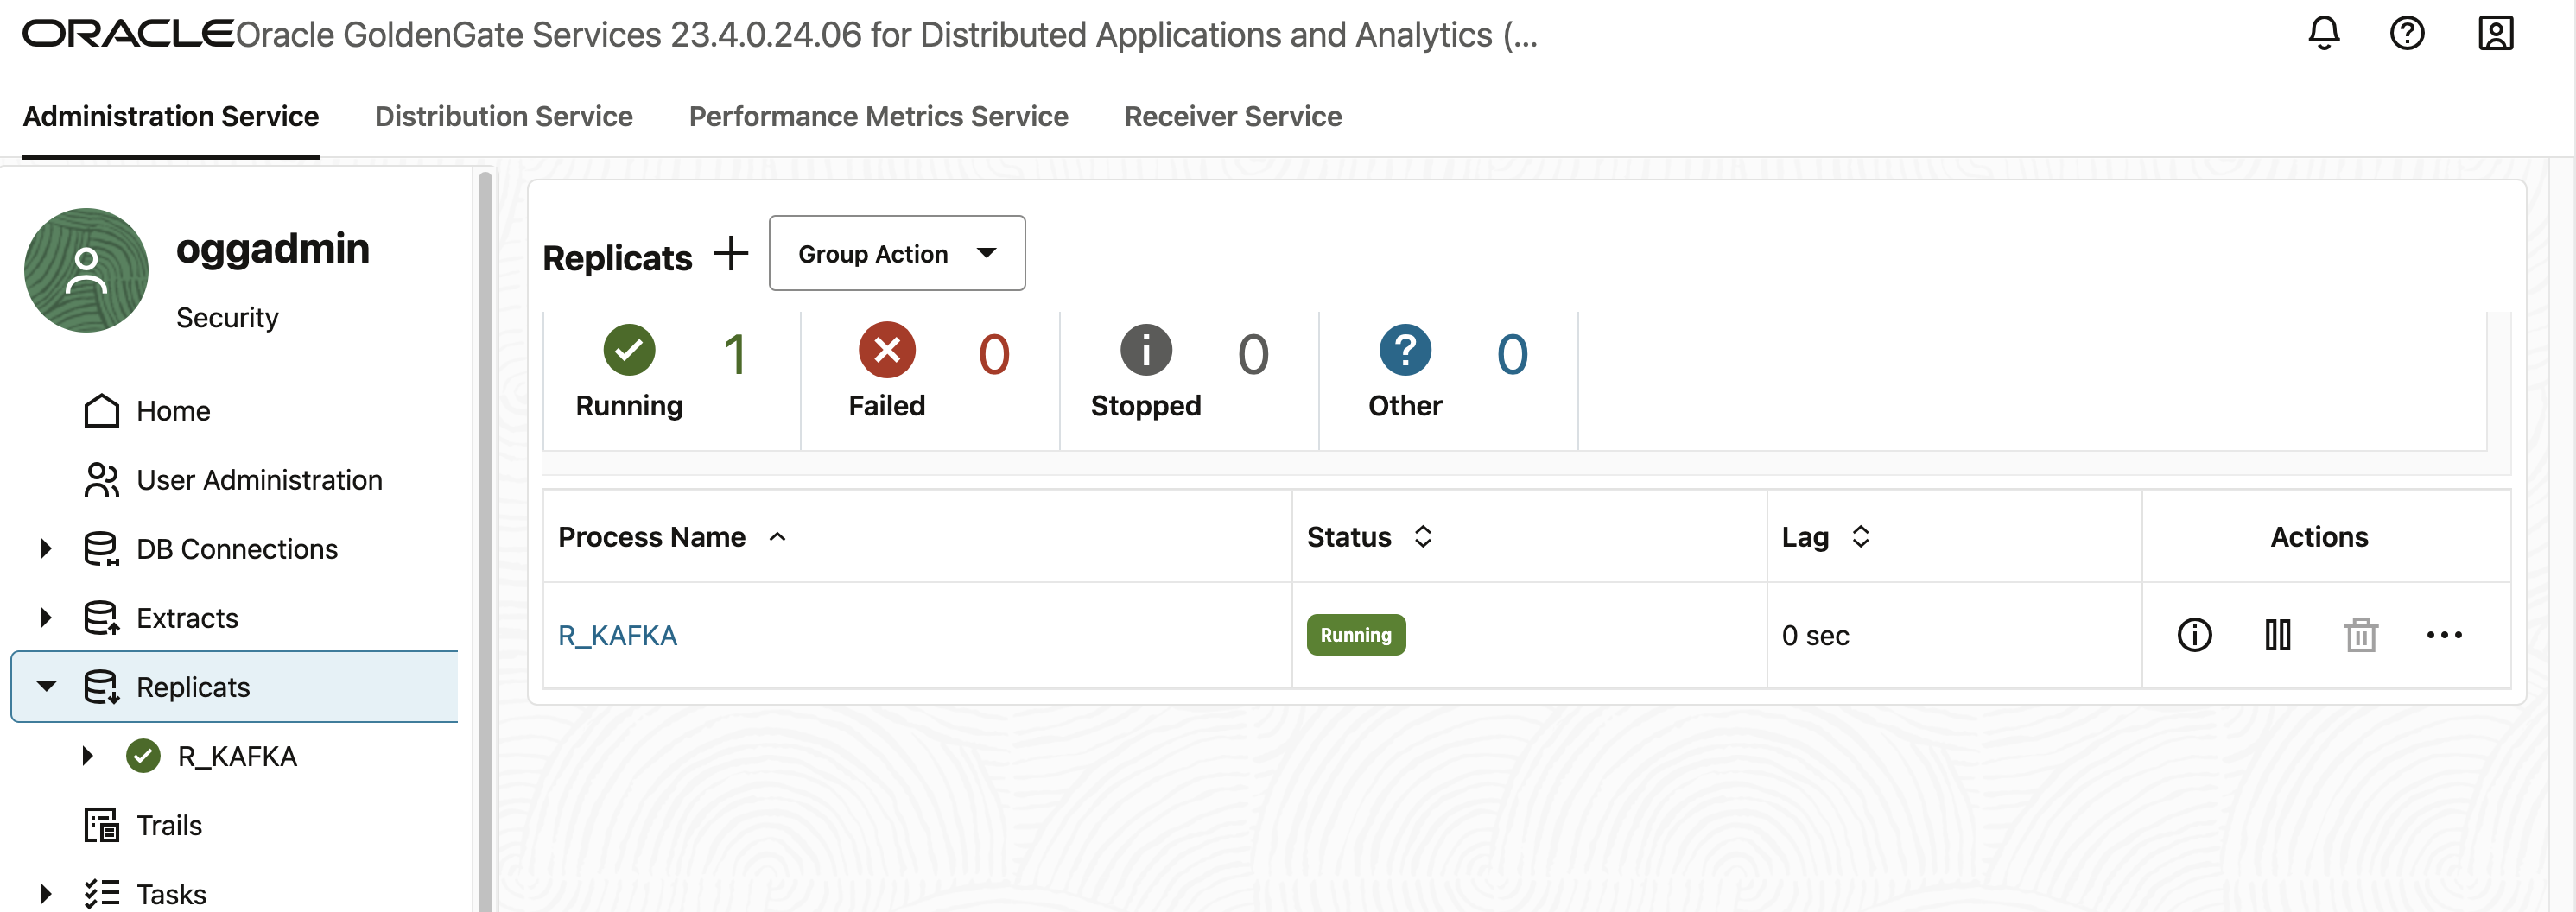 ORACLE Oracle GoldenGate Services 23.4.0.24.06 for Distributed Applications and Analytics (...
Administration Service Distribution Service Performance Metrics Service Receiver Service
oggadmin
Security
Home
User Administration
DB Connections
Extracts
Replicats
R_KAFKA
Trails
Tasks
Replicats + Group Action
1 0 0 0
Running Failed Stopped Other
Process Name Status Lag Actions
R_KAFKA Running 0 sec